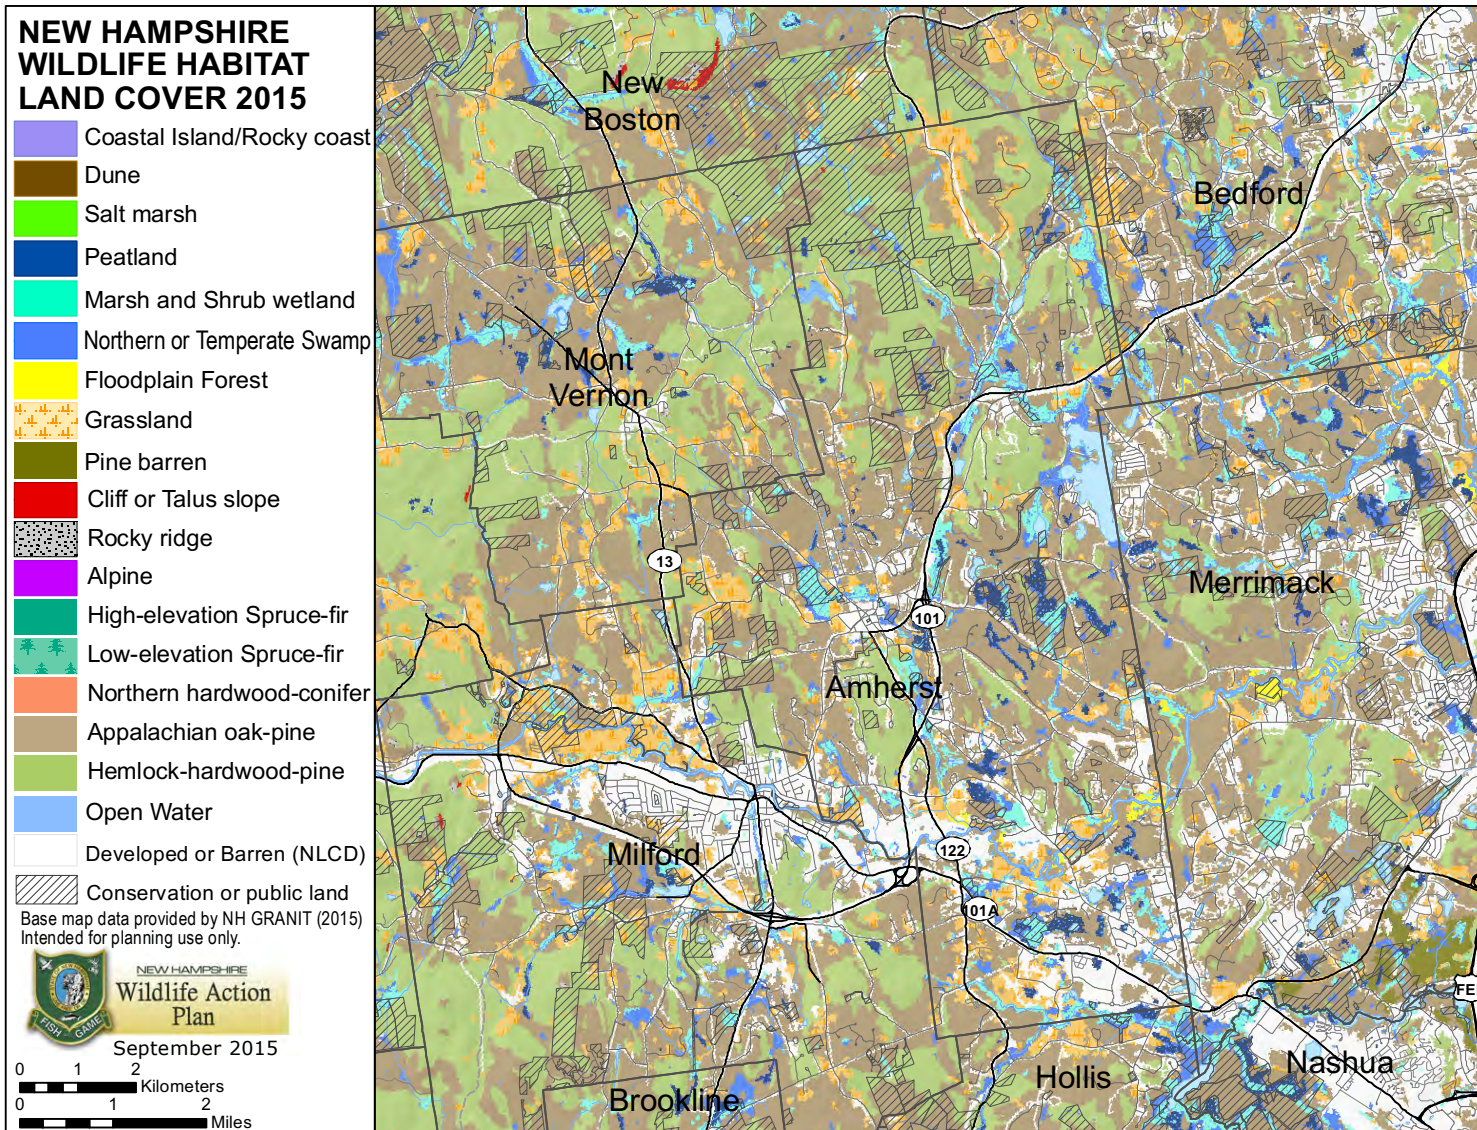 NEW HAMPSHIRE
WILDLIFE HABITAT
LAND COVER 2015
Coastal Island/Rocky coast
Dune
Salt marsh
Peatland
Marsh and Shrub wetland
Northern or Temperate Swamp
Floodplain Forest
Grassland
Pine barren
Cliff or Talus slope
Rocky ridge
Alpine
High-elevation Spruce-fir
Low-elevation Spruce-fir
Northern hardwood-conifer
Appalachian oak-pine
Hemlock-hardwood-pine
Open Water
Developed or Barren (NLCD)
Conservation or public land
Base map data provided by NH GRANIT (2015)
Intended for planning use only.
FISH GAME
NEW HAMPSHIRE
Wildlife Action
Plan
September 2015
0 1 2
Kilometers
0 1 2
Miles
New
Boston
Bedford
Mont
Vernon
13
Merrimack
101
Amherst
Milford
122
101A
FE
Nashua
Hollis
Brookline